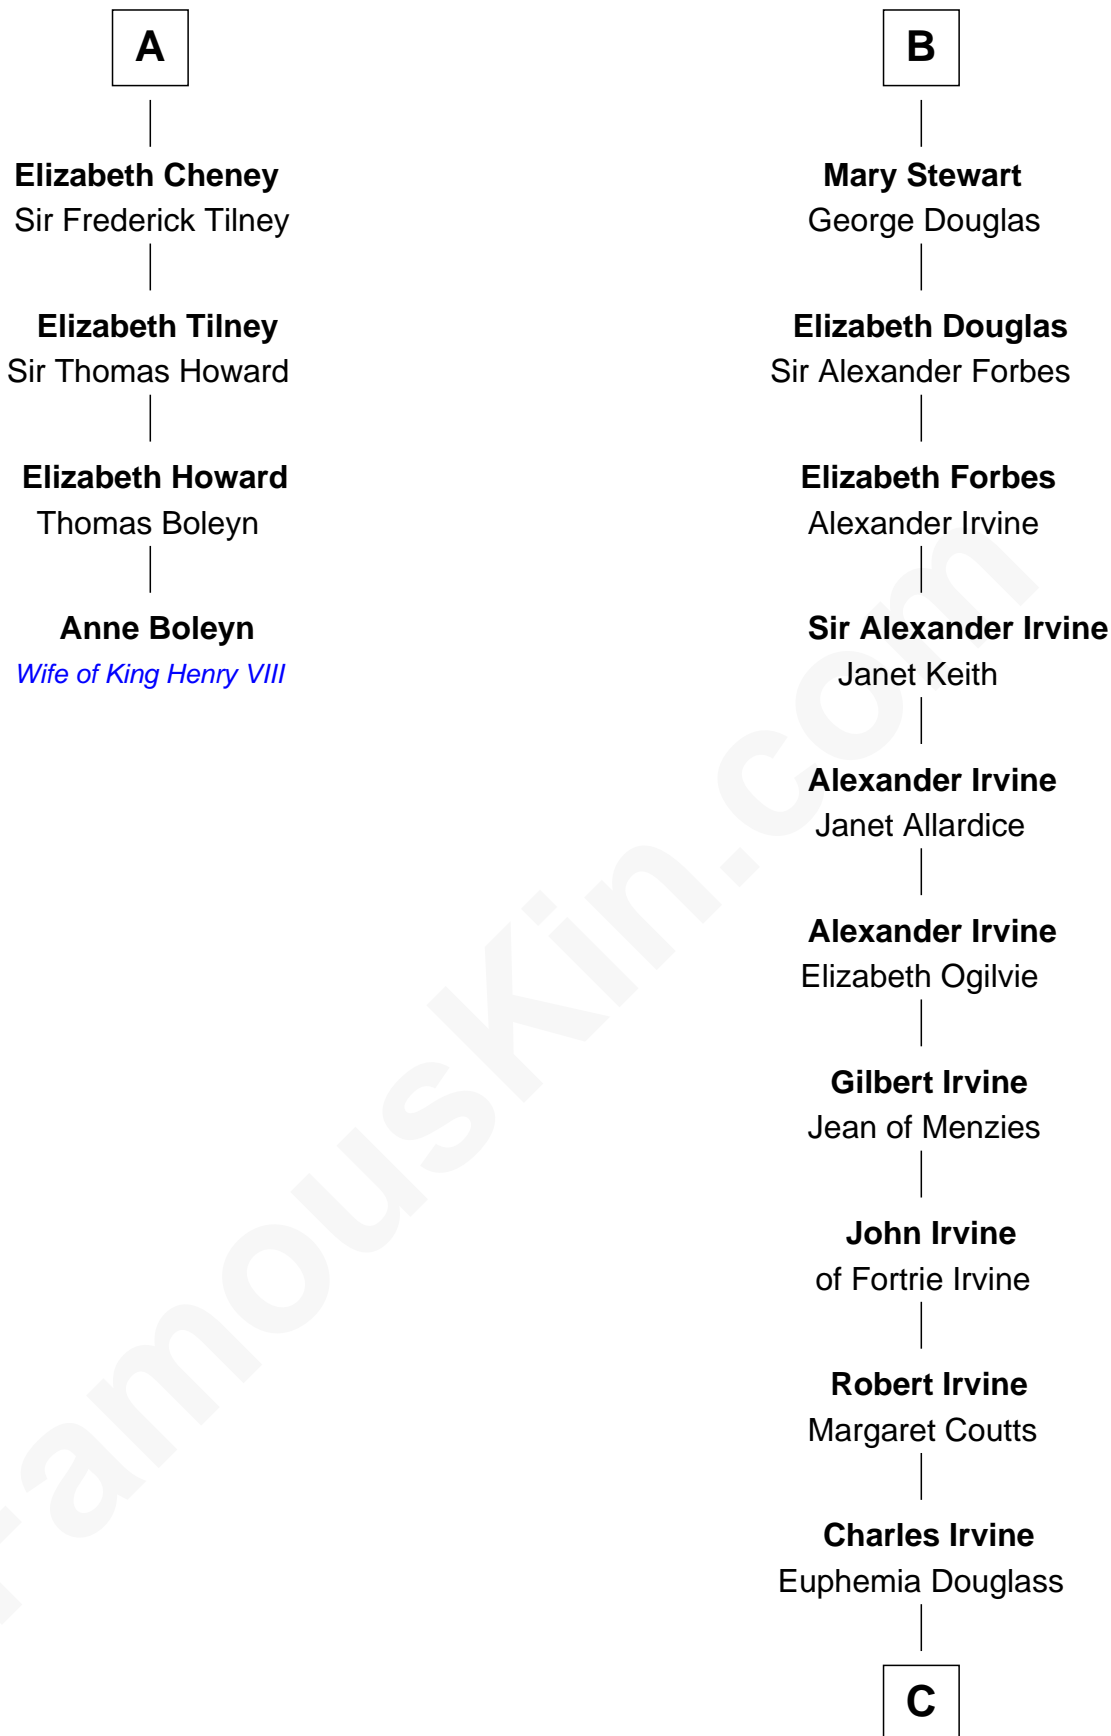 A
Elizabeth Cheney
Sir Frederick Tilney
Elizabeth Tilney
Sir Thomas Howard
Elizabeth Howard
Thomas Boleyn
Anne Boleyn
Wife of King Henry VIII
B
Mary Stewart
George Douglas
Elizabeth Douglas
Sir Alexander Forbes
Elizabeth Forbes
Alexander Irvine
Sir Alexander Irvine
Janet Keith
Alexander Irvine
Janet Allardice
Alexander Irvine
Elizabeth Ogilvie
Gilbert Irvine
Jean of Menzies
John Irvine
of Fortrie Irvine
Robert Irvine
Margaret Coutts
Charles Irvine
Euphemia Douglass
C
FamousKin.com